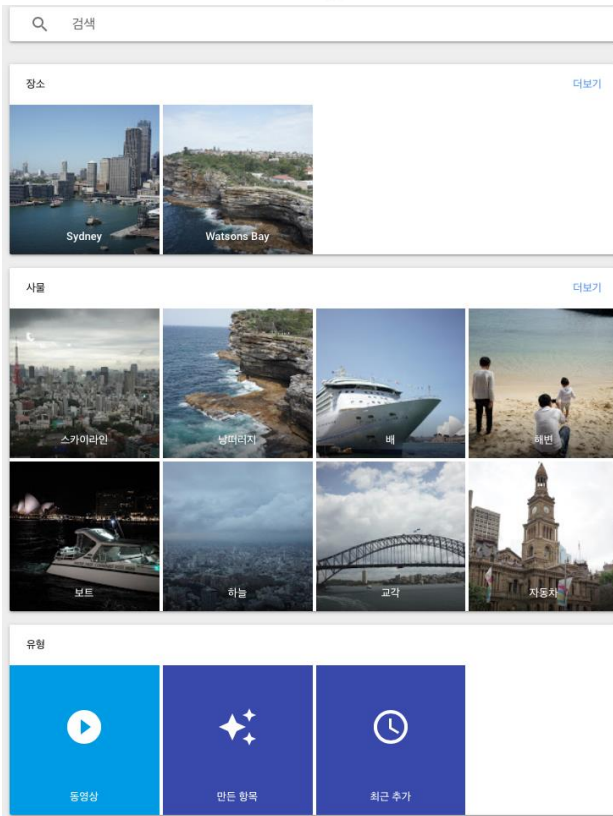 검색
장소 더보기
Sydney Watsons Bay
사물 더보기
스카이라인 낭떠러지 배 해변
보트 하늘 교각 자동차
유형
동영상 만든 항목 최근 추가